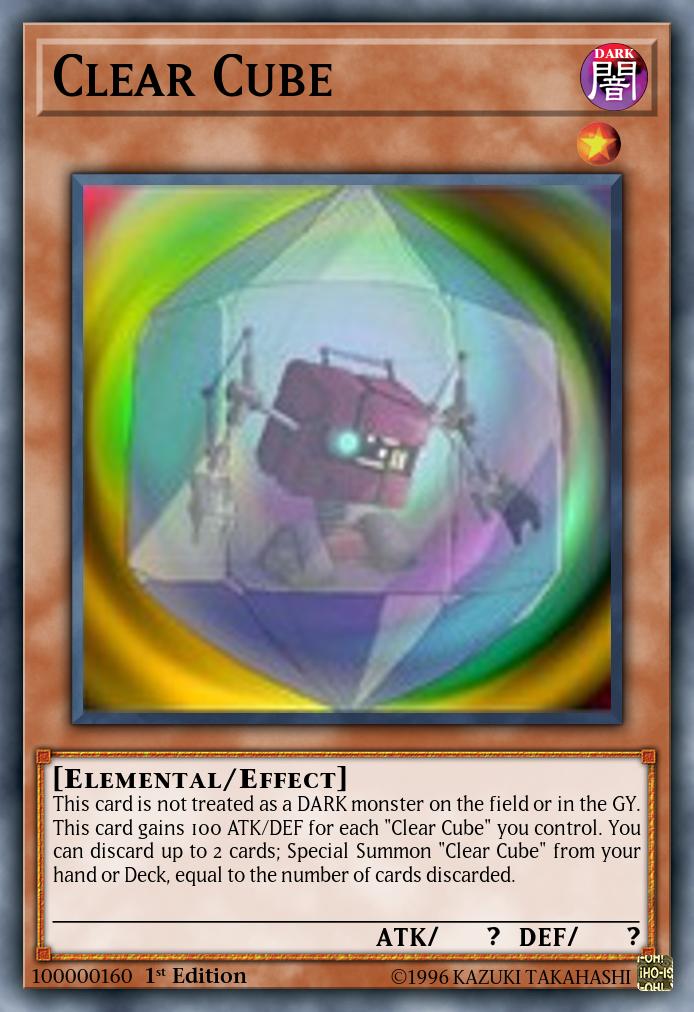 Clear Cube
DARK
闇
[Elemental/Effect]
This card is not treated as a DARK monster on the field or in the GY.
This card gains 100 ATK/DEF for each "Clear Cube" you control. You
can discard up to 2 cards; Special Summon "Clear Cube" from your
hand or Deck, equal to the number of cards discarded.
ATK/ ? DEF/ ?
100000160 1st Edition ©1996 KAZUKI TAKAHASHI